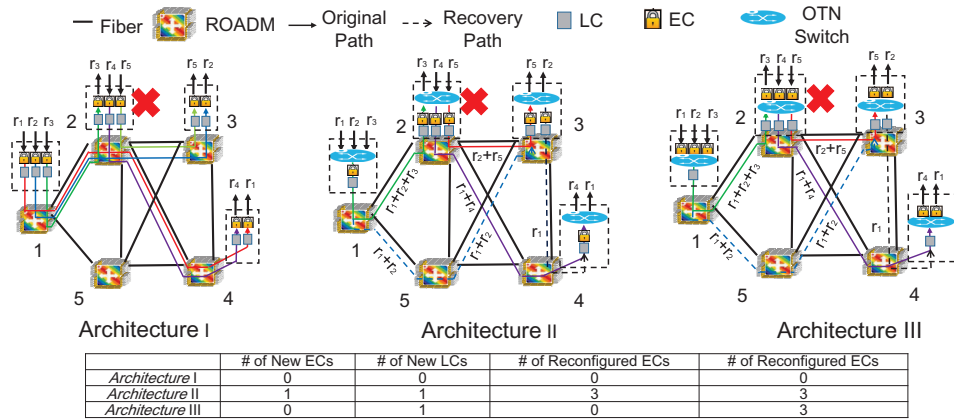 Fiber ROADM Original Path Recovery Path LC EC OTN Switch
r3 r4 r5 r5 r2
r1 r2 r3
2 3
r4 r1
1
5 4
Architecture I
r3 r4 r5 r5 r2
r1 r2 r3
2 3
r2+r5
r1+r2+r3
r1+r4
r4 r1
r1
1
r1+r2
r1+r2
5 4
Architecture II
r3 r4 r5 r5 r2
r1 r2 r3
2 3
r2+r5
r1+r2+r3
r1+r4
r4 r1
r1
1
r1+r2
r1+r2
5 4
Architecture III
# of New ECs # of New LCs # of Reconfigured ECs # of Reconfigured ECs
Architecture I 0 0 0 0
Architecture II 1 1 3 3
Architecture III 0 1 0 3